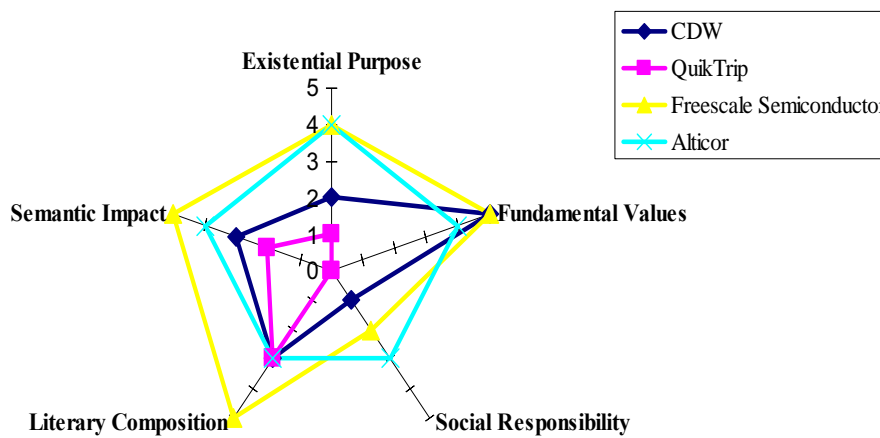 CDW
QuikTrip
Freescale Semiconductor
Alticor
Existential Purpose
5
4
3
2
1
0
Semantic Impact
Fundamental Values
Literary Composition
Social Responsibility